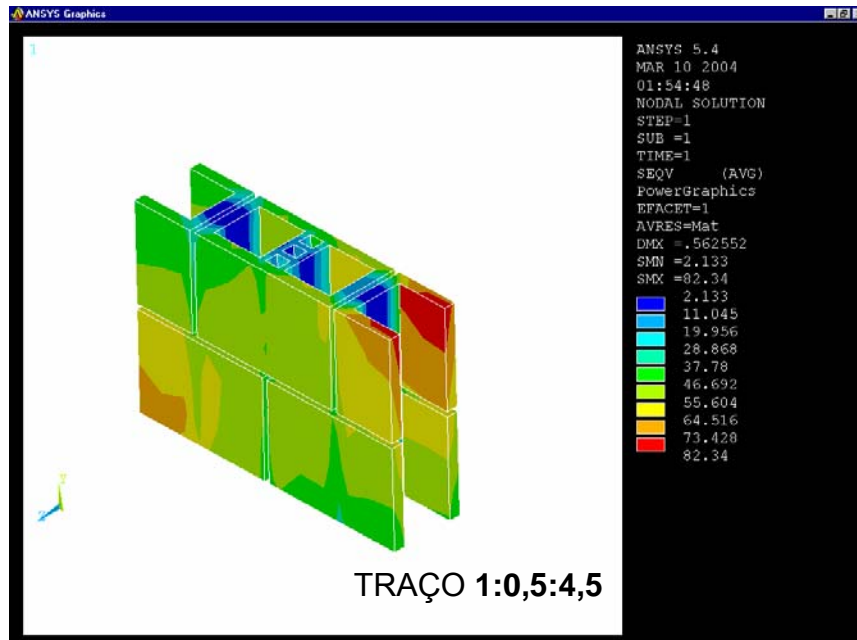 ANSYS Graphics
1
ANSYS 5.4
MAR 10 2004
01:54:48
NODAL SOLUTION
STEP=1
SUB =1
TIME=1
SEQV (AVG)
PowerGraphics
EFACET=1
AVRES=Mat
DMX =.562552
SMN =2.133
SMX =82.34
2.133
11.045
19.956
28.868
37.78
46.692
55.604
64.516
73.428
82.34
Y
Z
TRAÇO 1:0,5:4,5